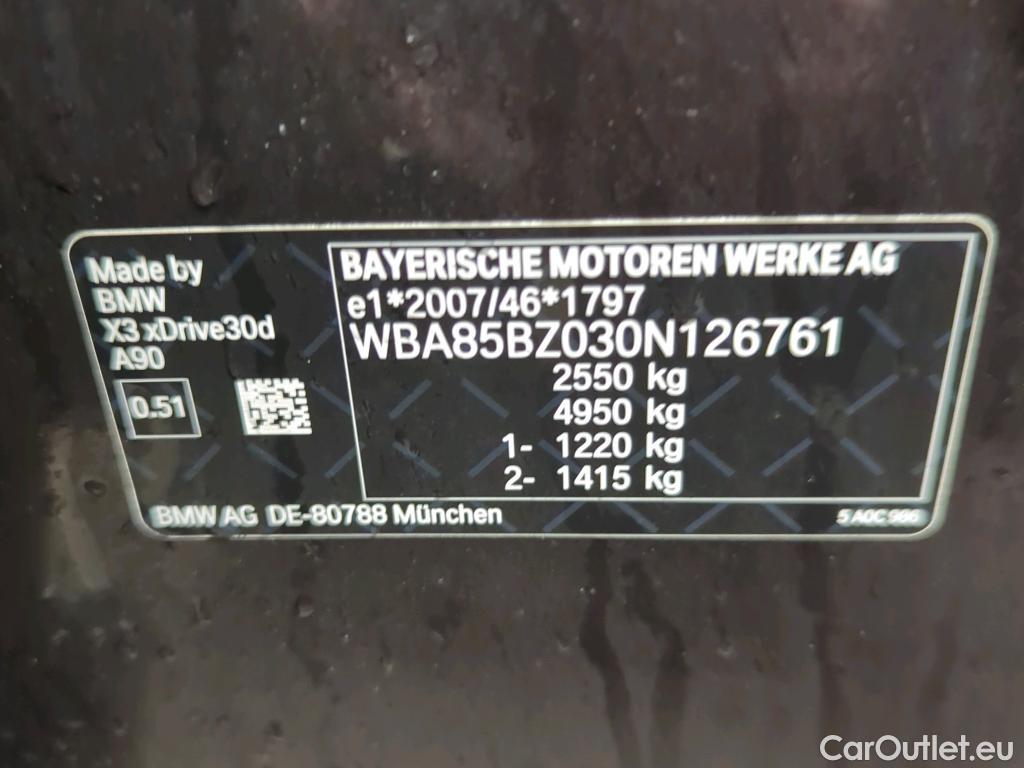 Made by
BMW
X3 xDrive30d
A90
0.51
BAYERISCHE MOTOREN WERKE AG
e1*2007/46*1797
WBA85BZ030N126761
2550 kg
4950 kg
1- 1220 kg
2- 1415 kg
BMW AG DE-80788 München
5 A0C 986
CarOutlet.eu